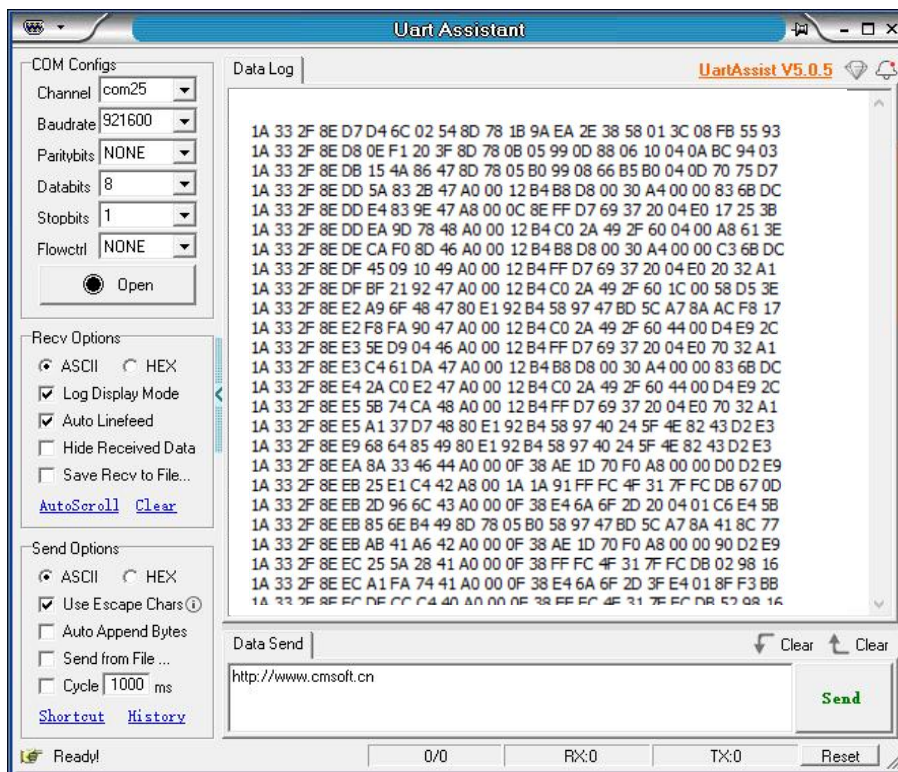 Uart Assistant
COM Configs
Channel com25
Baudrate 921600
Paritybits NONE
Databits 8
Stopbits 1
Flowctrl NONE
Open
Recv Options
ASCII HEX
Log Display Mode
Auto Linefeed
Hide Received Data
Save Recv to File...
AutoScroll Clear
Send Options
ASCII HEX
Use Escape Chars
Auto Append Bytes
Send from File ...
Cycle 1000 ms
Shortcut History
Data Log
UartAssist V5.0.5
1A 33 2F 8E D7 D4 6C 02 54 8D 78 1B 9A EA 2E 38 58 01 3C 08 FB 55 93
1A 33 2F 8E D8 0E F1 20 3F 8D 78 0B 05 99 0D 88 06 10 04 0A BC 94 03
1A 33 2F 8E DB 15 4A 86 47 8D 78 05 B0 99 08 66 B5 B0 04 0D 70 75 D7
1A 33 2F 8E DD 5A 83 2B 47 A0 00 12 B4 B8 D8 00 30 A4 00 00 83 6B DC
1A 33 2F 8E DD E4 83 9E 47 A8 00 0C 8E FF D7 69 37 20 04 E0 17 25 3B
1A 33 2F 8E DD EA 9D 78 48 A0 00 12 B4 C0 2A 49 2F 60 04 00 A8 61 3E
1A 33 2F 8E DE CA F0 8D 46 A0 00 12 B4 B8 D8 00 30 A4 00 00 C3 6B DC
1A 33 2F 8E DF 45 09 10 49 A0 00 12 B4 FF D7 69 37 20 04 E0 20 32 A1
1A 33 2F 8E DF BF 21 92 47 A0 00 12 B4 C0 2A 49 2F 60 1C 00 58 D5 3E
1A 33 2F 8E E2 A9 6F 48 47 80 E1 92 B4 58 97 47 BD 5C A7 8A AC F8 17
1A 33 2F 8E E2 F8 FA 90 47 A0 00 12 B4 C0 2A 49 2F 60 44 00 D4 E9 2C
1A 33 2F 8E E3 5E D9 04 46 A0 00 12 B4 FF D7 69 37 20 04 E0 70 32 A1
1A 33 2F 8E E3 C4 61 DA 47 A0 00 12 B4 B8 D8 00 30 A4 00 00 83 6B DC
1A 33 2F 8E E4 2A C0 E2 47 A0 00 12 B4 C0 2A 49 2F 60 44 00 D4 E9 2C
1A 33 2F 8E E5 5B 74 CA 48 A0 00 12 B4 FF D7 69 37 20 04 E0 70 32 A1
1A 33 2F 8E E5 A1 37 D7 48 80 E1 92 B4 58 97 40 24 5F 4E 82 43 D2 E3
1A 33 2F 8E E9 68 64 85 49 80 E1 92 B4 58 97 40 24 5F 4E 82 43 D2 E3
1A 33 2F 8E EA 8A 33 46 44 A0 00 0F 38 AE 1D 70 F0 A8 00 00 D0 D2 E9
1A 33 2F 8E EB 25 E1 C4 42 A8 00 1A 1A 91 FF FC 4F 31 7F FC DB 67 0D
1A 33 2F 8E EB 2D 96 6C 43 A0 00 0F 38 E4 6A 6F 2D 20 04 01 C6 E4 5B
1A 33 2F 8E EB 85 6E B4 49 8D 78 05 B0 58 97 47 BD 5C A7 8A 41 8C 77
1A 33 2F 8E EB AB 41 A6 42 A0 00 0F 38 AE 1D 70 F0 A8 00 00 90 D2 E9
1A 33 2F 8E EC 25 5A 28 41 A0 00 0F 38 FF FC 4F 31 7F FC DB 02 98 16
1A 33 2F 8E EC A1 FA 74 41 A0 00 0F 38 E4 6A 6F 2D 3F E4 01 8F F3 BB
1A 33 2F 8E EC DE CC C4 40 A0 00 0F 38 FF FC 4F 31 7F FC DB 52 98 16
Data Send
Clear Clear
http://www.cmsoft.cn
Send
Ready!
0/0
RX:0
TX:0
Reset